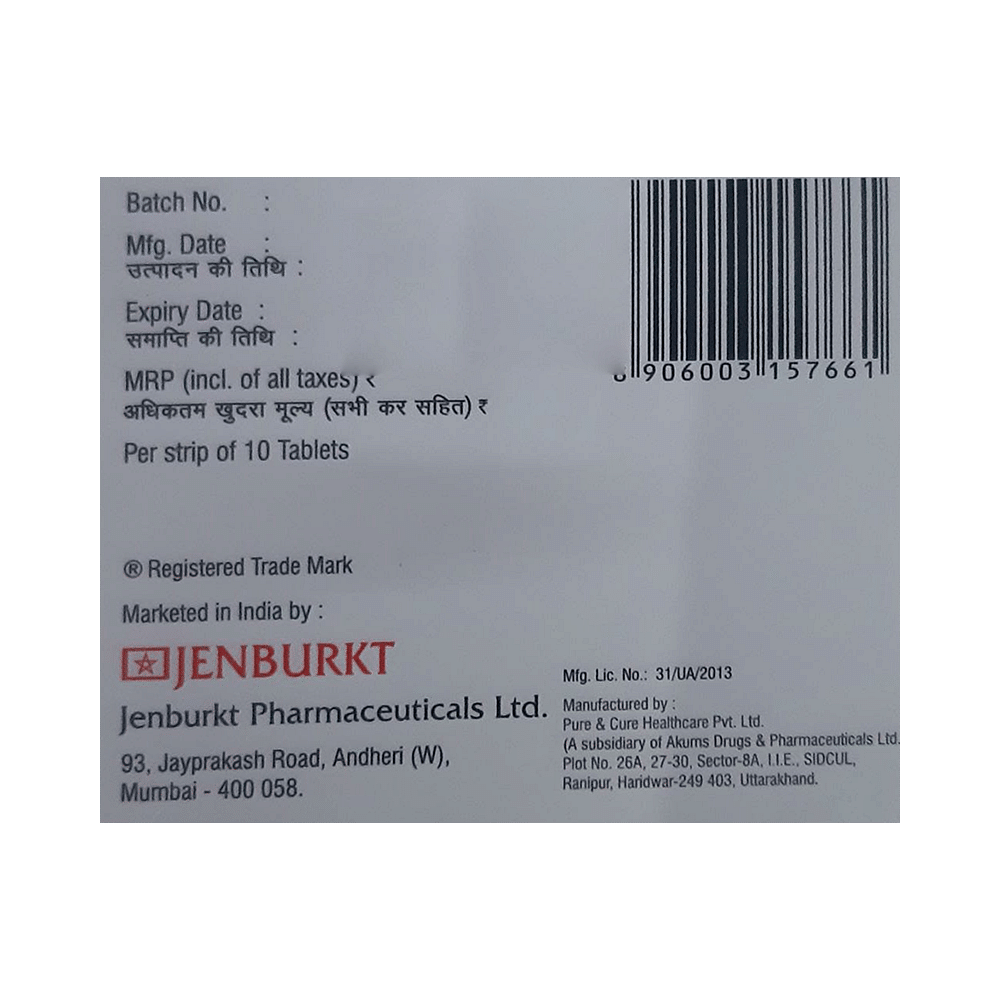 Batch No. :
Mfg. Date :
उत्पादन की तिथि :
Expiry Date :
समाप्ति की तिथि :
MRP (incl. of all taxes)
अधिकतम खुदरा मूल्य (सभी कर सहित) ₹
Per strip of 10 Tablets
906003 157661
® Registered Trade Mark
Marketed in India by :
JENBURKT
Jenburkt Pharmaceuticals Ltd.
93, Jayprakash Road, Andheri (W),
Mumbai - 400 058.
Mfg. Lic. No.: 31/UA/2013
Manufactured by :
Pure & Cure Healthcare Pvt. Ltd.
(A subsidiary of Akums Drugs & Pharmaceuticals Ltd.
Plot No. 26A, 27-30, Sector-8A, I.I.E., SIDCUL,
Ranipur, Haridwar-249 403, Uttarakhand.